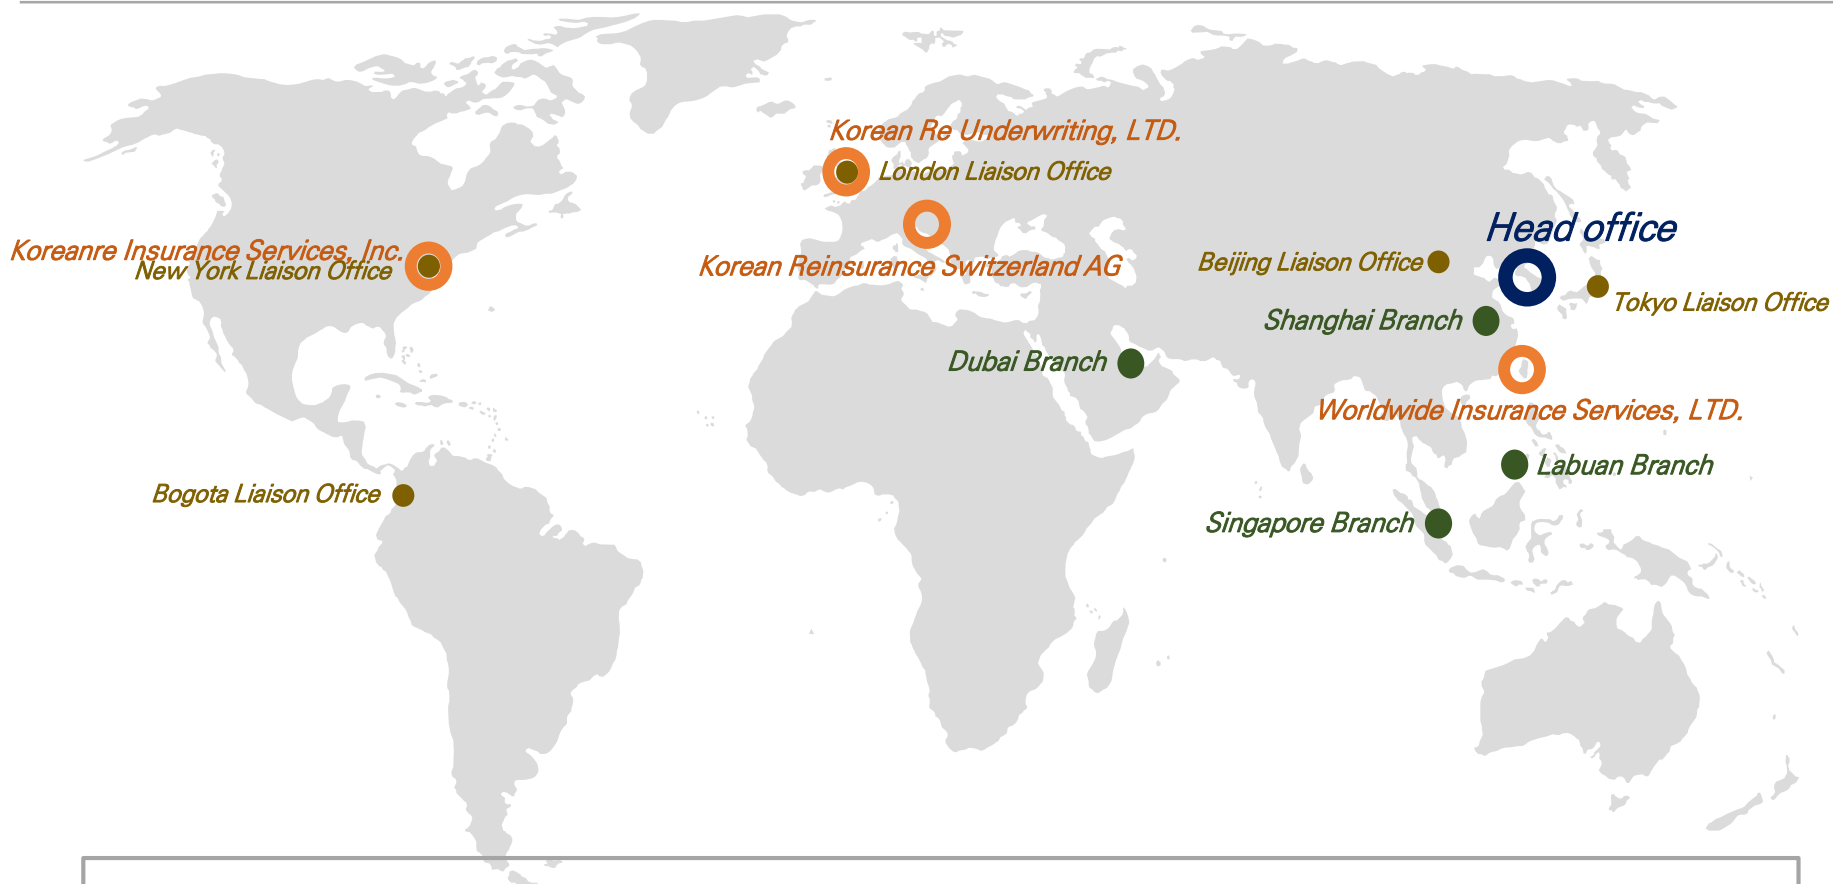 Korean Re Underwriting, LTD.
London Liaison Office
Head office
Koreanre Insurance Services, Inc.
New York Liaison Office
Korean Reinsurance Switzerland AG
Beijing Liaison Office
Tokyo Liaison Office
Shanghai Branch
Dubai Branch
Worldwide Insurance Services, LTD.
Labuan Branch
Bogota Liaison Office
Singapore Branch